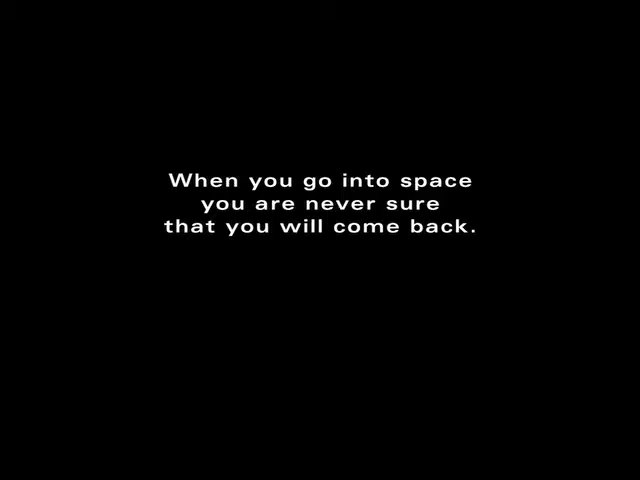 When you go into space
you are never sure
that you will come back.